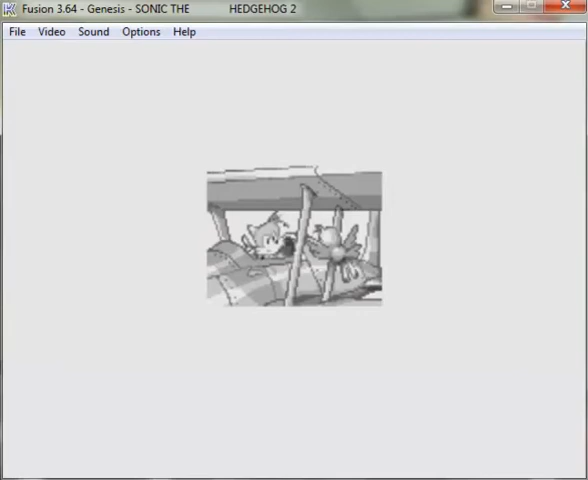 Fusion 3.64 - Genesis - SONIC THE HEDGEHOG 2
File Video Sound Options Help